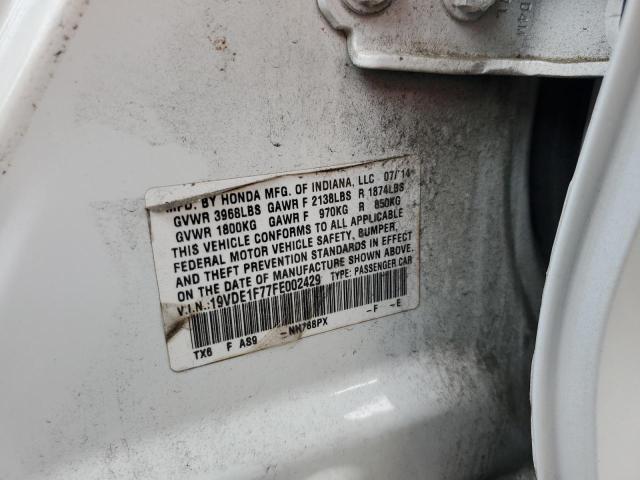 MFD. BY HONDA MFG. OF INDIANA, LLC 07/'14
GVWR 3968LBS GAWR F 2138LBS R 1874LBS
GVWR 1800KG GAWR F 970KG R 850KG
THIS VEHICLE CONFORMS TO ALL APPLICABLE
FEDERAL MOTOR VEHICLE SAFETY, BUMPER,
AND THEFT PREVENTION STANDARDS IN EFFECT
ON THE DATE OF MANUFACTURE SHOWN ABOVE.
V.I.N.:19VDE1F77FE002429 TYPE: PASSENGER CAR
TX6 F AS9 -NH788PX -F -E